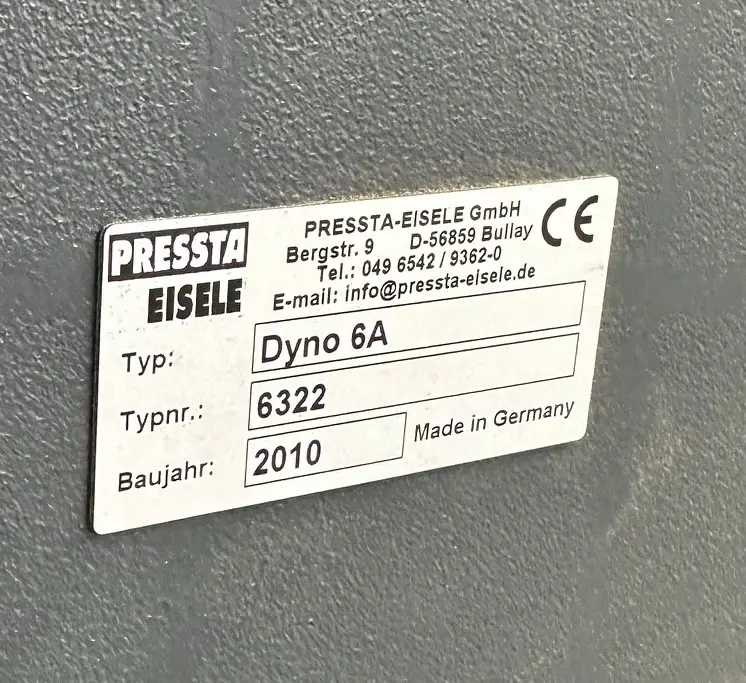 PRESSTA
EISELE
PRESSTA-EISELE GmbH
Bergstr. 9 D-56859 Bullay
Tel.: 049 6542 / 9362-0
E-mail: info@pressta-eisele.de
CE
Typ: Dyno 6A
Typnr.: 6322
Baujahr: 2010 Made in Germany